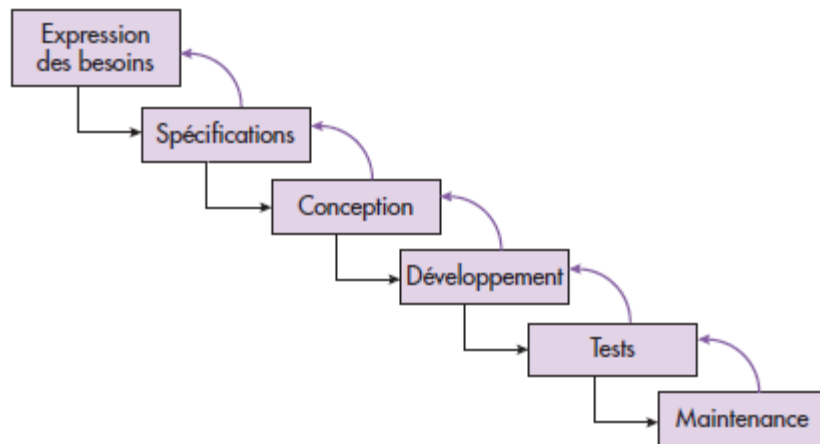 Expression
des besoins
Spécifications
Conception
Développement
Tests
Maintenance